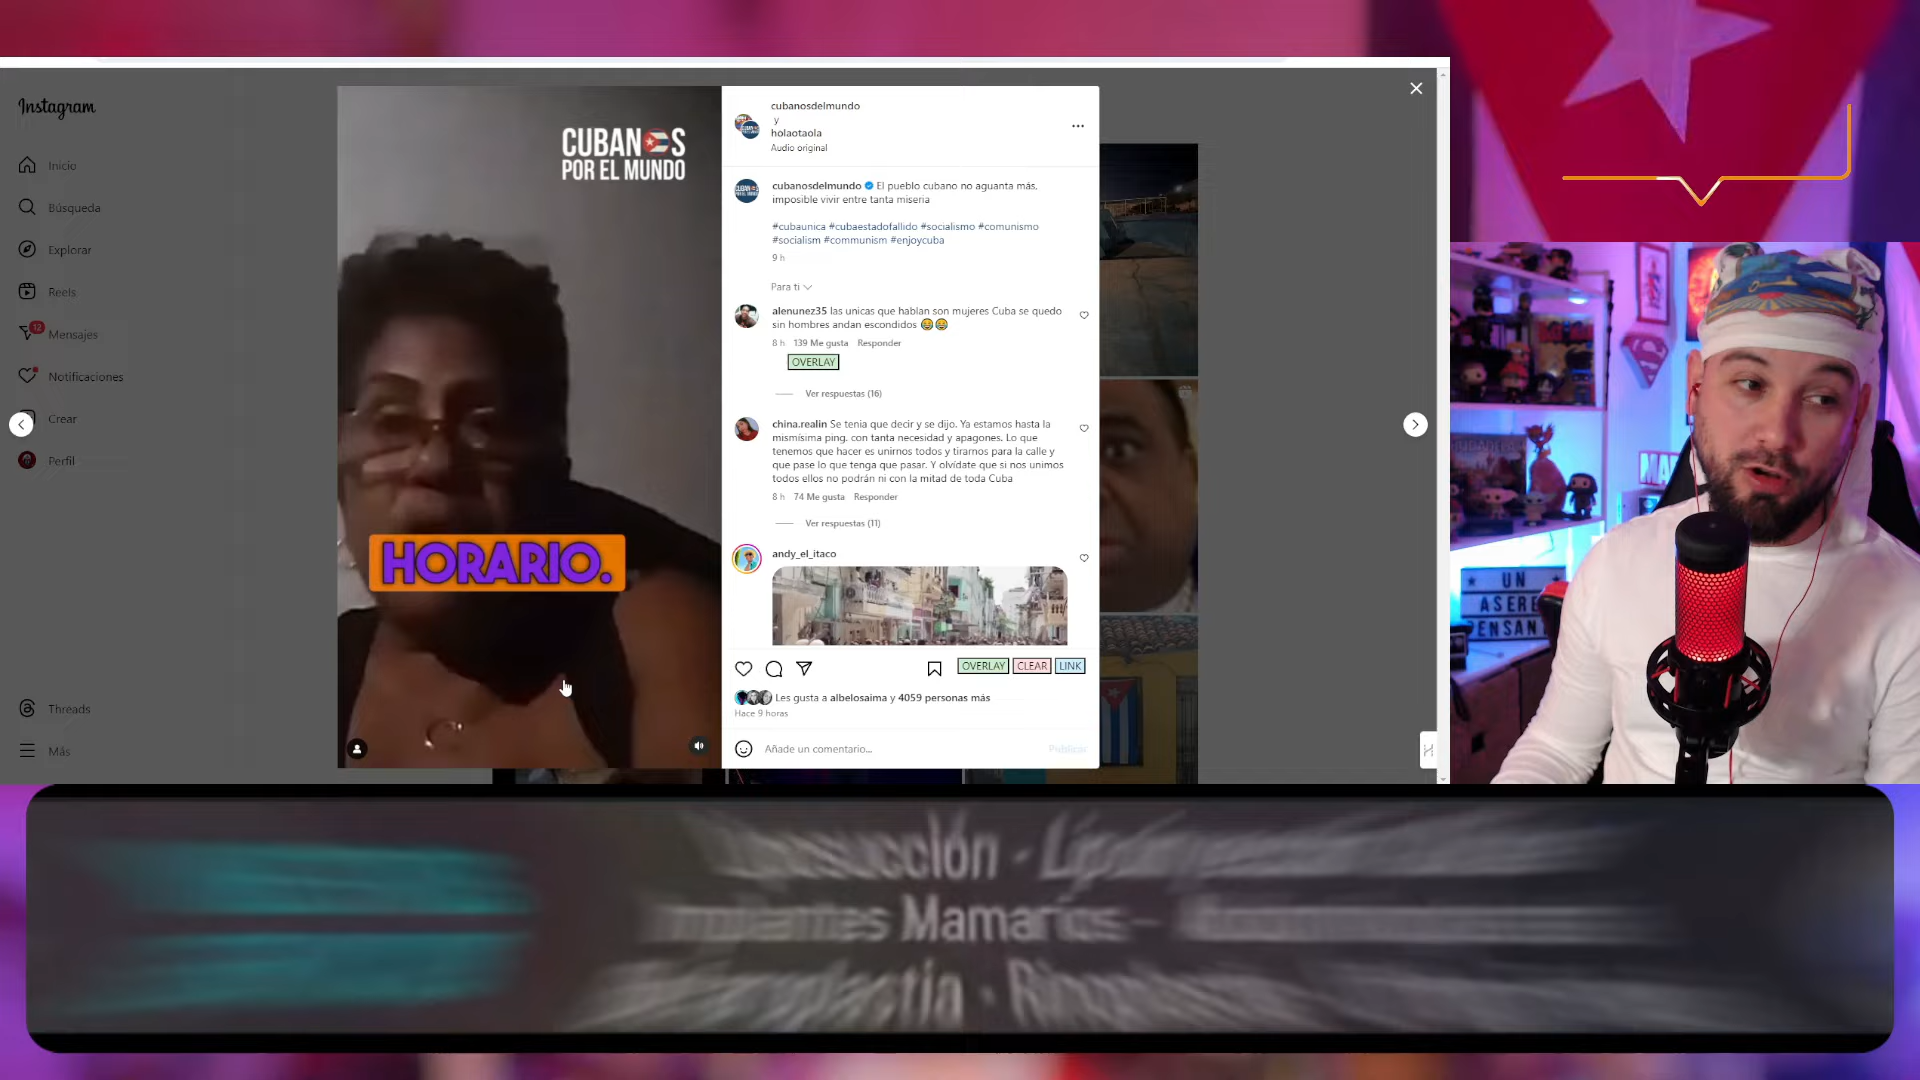 Instagram
Inicio
Búsqueda
Explorar
Reels
12
Mensajes
Notificaciones
Crear
Perfil
Threads
Más
CUBANOS
POR EL MUNDO
HORARIO.
cubanosdelmundo
y
holaotaola
Audio original
cubanosdelmundo El pueblo cubano no aguanta más,
imposible vivir entre tanta miseria
#cubaunica #cubaestadofallido #socialismo #comunismo
#socialism #communism #enjoycuba
9 h
Para ti
alenunez35 las unicas que hablan son mujeres Cuba se quedo
sin hombres andan escondidos 😂😂
8 h 139 Me gusta Responder
OVERLAY
Ver respuestas (16)
china.realin Se tenia que decir y se dijo. Ya estamos hasta la
mismísima ping. con tanta necesidad y apagones. Lo que
tenemos que hacer es unirnos todos y tirarnos para la calle y
que pase lo que tenga que pasar. Y olvídate que si nos unimos
todos ellos no podrán ni con la mitad de toda Cuba
8 h 74 Me gusta Responder
Ver respuestas (11)
andy_el_itaco
OVERLAY CLEAR LINK
Les gusta a albelosaima y 4059 personas más
Hace 9 horas
Añade un comentario...
Publicar
UN
ASERE
PENSANT
Mamarios